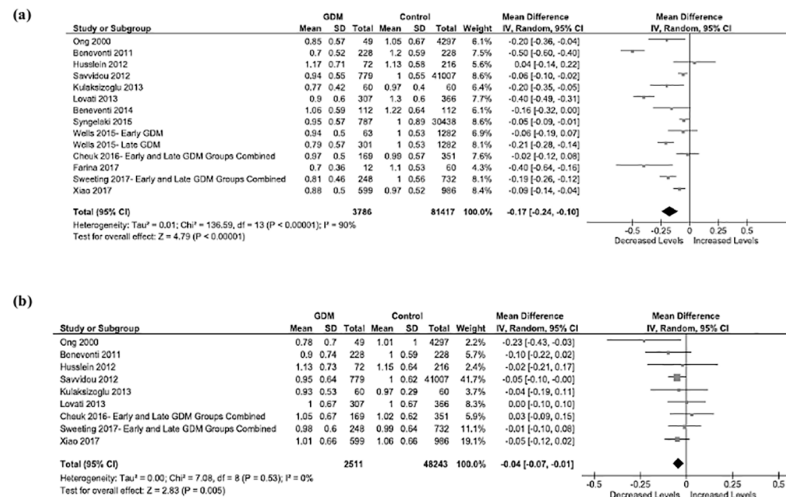 (a)
GDM Control Mean Difference Mean Difference
Study or Subgroup Mean SD Total Mean SD Total Weight IV, Random, 95% CI IV, Random, 95% CI
Ong 2000 0.85 0.57 49 1.05 0.67 4297 6.1% -0.20 [-0.36, -0.04]
Beneventi 2011 0.7 0.52 228 1.2 0.59 228 7.7% -0.50 [-0.60, -0.40]
Husslein 2012 1.17 0.71 72 1.13 0.58 216 5.7% 0.04 [-0.14, 0.22]
Savvidou 2012 0.94 0.55 779 1 0.55 41007 9.1% -0.06 [-0.10, -0.02]
Kulaksizoglu 2013 0.77 0.42 60 0.97 0.4 60 6.5% -0.20 [-0.35, -0.05]
Lovati 2013 0.9 0.6 307 1.3 0.6 366 7.9% -0.40 [-0.49, -0.31]
Beneventi 2014 1.06 0.59 112 1.22 0.64 112 6.1% -0.16 [-0.32, 0.00]
Syngelaki 2015 0.95 0.57 787 1 0.89 30438 9.0% -0.05 [-0.09, -0.01]
Wells 2015- Early GDM 0.94 0.5 63 1 0.53 1282 6.9% -0.06 [-0.19, 0.07]
Wells 2015- Late GDM 0.79 0.57 301 1 0.53 1282 8.4% -0.21 [-0.28, -0.14]
Cheuk 2016- Early and Late GDM Groups Combined 0.97 0.5 169 0.99 0.57 351 7.8% -0.02 [-0.12, 0.08]
Farina 2017 0.7 0.36 12 1.1 0.53 60 4.3% -0.40 [-0.64, -0.16]
Sweeting 2017- Early and Late GDM Groups Combined 0.81 0.46 248 1 0.56 732 8.5% -0.19 [-0.26, -0.12]
Xiao 2017 0.88 0.5 599 0.97 0.52 986 8.9% -0.09 [-0.14, -0.04]
Total (95% CI) 3786 81417 100.0% -0.17 [-0.24, -0.10]
Heterogeneity: Tau² = 0.01; Chi² = 136.59, df = 13 (P < 0.00001); I² = 90%
Test for overall effect: Z = 4.79 (P < 0.00001)
-0.5 -0.25 0 0.25 0.5
Decreased Levels Increased Levels
(b)
GDM Control Mean Difference Mean Difference
Study or Subgroup Mean SD Total Mean SD Total Weight IV, Random, 95% CI IV, Random, 95% CI
Ong 2000 0.78 0.7 49 1.01 1 4297 2.2% -0.23 [-0.43, -0.03]
Beneventi 2011 0.9 0.74 228 1 0.59 228 5.7% -0.10 [-0.22, 0.02]
Husslein 2012 1.13 0.73 72 1.15 0.64 216 2.4% -0.02 [-0.21, 0.17]
Savvidou 2012 0.95 0.64 779 1 0.62 41007 41.7% -0.05 [-0.10, -0.00]
Kulaksizoglu 2013 0.93 0.53 60 0.97 0.29 60 3.8% -0.04 [-0.19, 0.11]
Lovati 2013 1 0.67 307 1 0.67 366 8.2% 0.00 [-0.10, 0.10]
Cheuk 2016- Early and Late GDM Groups Combined 1.05 0.67 169 1.02 0.62 351 5.9% 0.03 [-0.09, 0.15]
Sweeting 2017- Early and Late GDM Groups Combined 0.98 0.6 248 0.99 0.64 732 11.1% -0.01 [-0.10, 0.08]
Xiao 2017 1.01 0.66 599 1.06 0.66 986 19.1% -0.05 [-0.12, 0.02]
Total (95% CI) 2511 48243 100.0% -0.04 [-0.07, -0.01]
Heterogeneity: Tau² = 0.00; Chi² = 7.08, df = 8 (P = 0.53); I² = 0%
Test for overall effect: Z = 2.83 (P = 0.005)
-0.5 -0.25 0 0.25 0.5
Decreased Levels Increased Levels